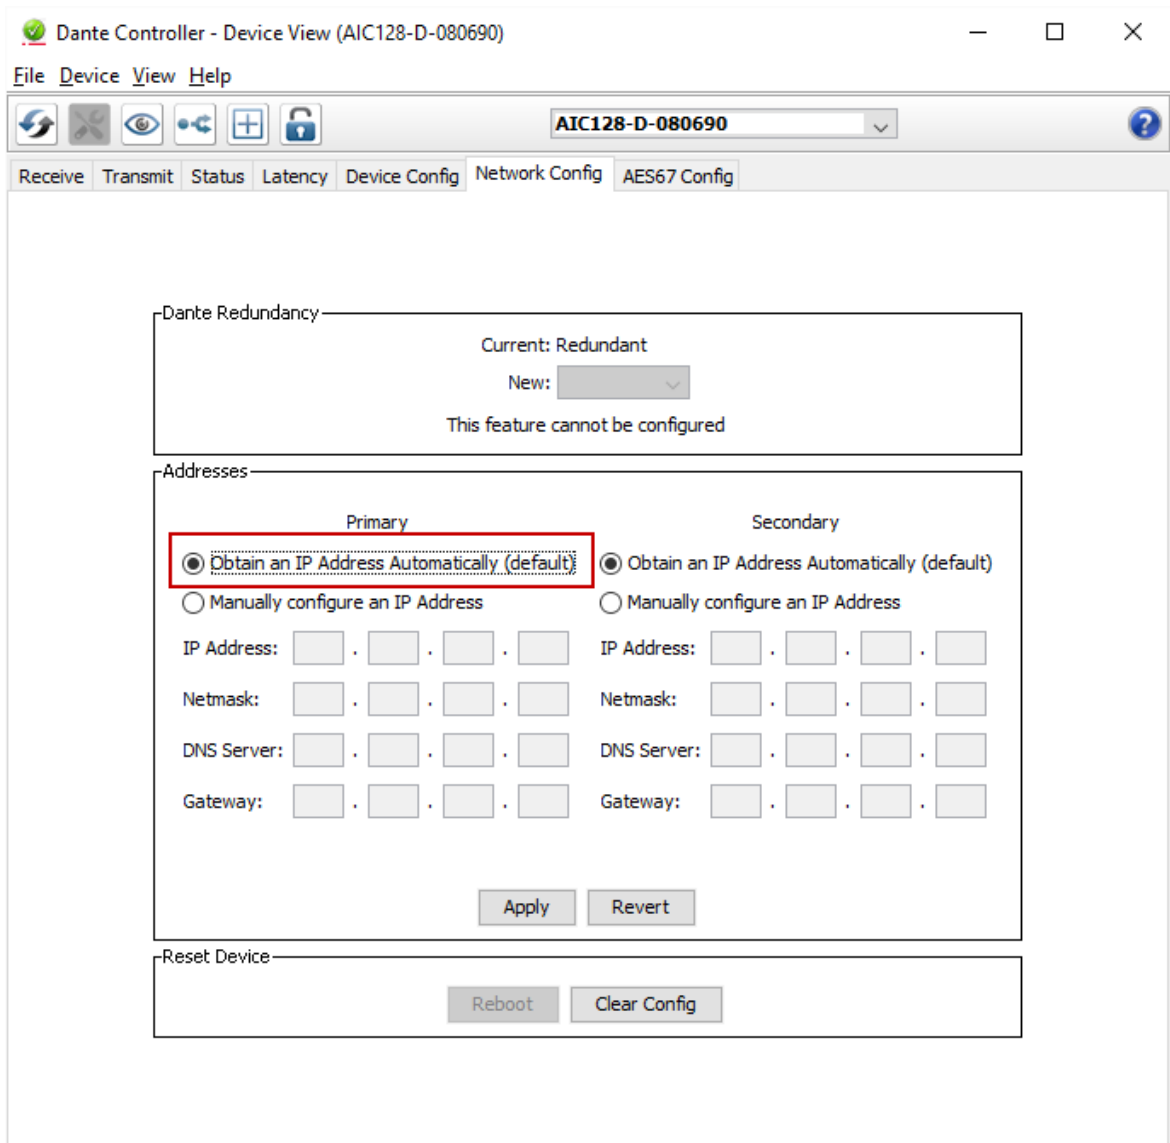 Dante Controller - Device View (AIC128-D-080690)
File Device View Help
AIC128-D-080690
Receive Transmit Status Latency Device Config Network Config AES67 Config
Dante Redundancy
Current: Redundant
New:
This feature cannot be configured
Addresses
Primary Secondary
Obtain an IP Address Automatically (default) Obtain an IP Address Automatically (default)
Manually configure an IP Address Manually configure an IP Address
IP Address: . . . IP Address: . . .
Netmask: . . . Netmask: . . .
DNS Server: . . . DNS Server: . . .
Gateway: . . . Gateway: . . .
Apply Revert
Reset Device
Reboot Clear Config